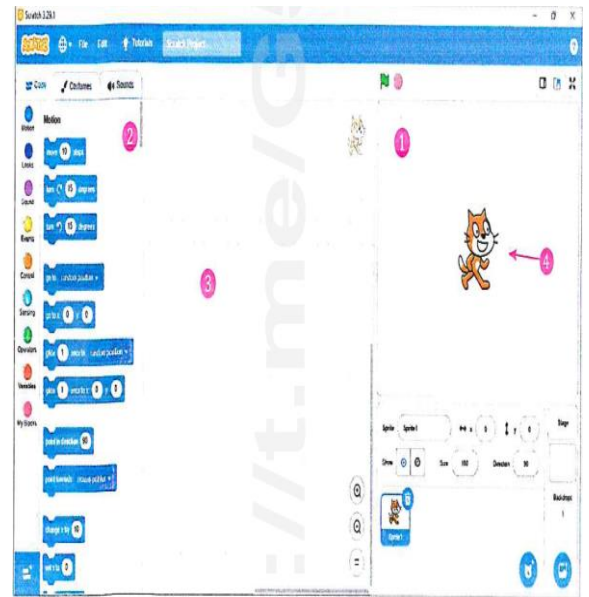 Scratch 3.29.1
SCRATCH File Edit Tutorials Scratch Project
Code Costumes Sounds
Motion
Looks
Sound
Events
Control
Sensing
Operators
Variables
My Blocks
Motion
move 10 steps
turn 15 degrees
turn 15 degrees
go to random position
go to x: 0 y: 0
glide 1 secs to random position
glide 1 secs to x: 0 y: 0
point in direction 90
point towards mouse-pointer
change x by 10
set x to 0
1
2
3
4
Sprite Sprite1 x 0 y 0
Show Size 100 Direction 90
Sprite1
Stage
Backdrops
1
://t.me/G